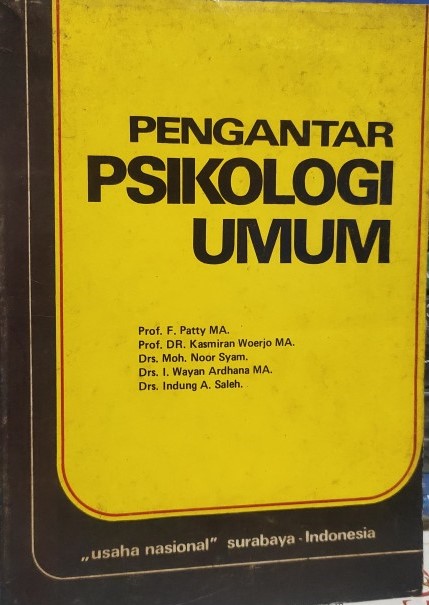 PENGANTAR
PSIKOLOGI
UMUM
Prof. F. Patty MA.
Prof. DR. Kasmiran Woerjo MA.
Drs. Moh. Noor Syam.
Drs. I. Wayan Ardhana MA.
Drs. Indung A. Saleh.
„usaha nasional” surabaya - Indonesia